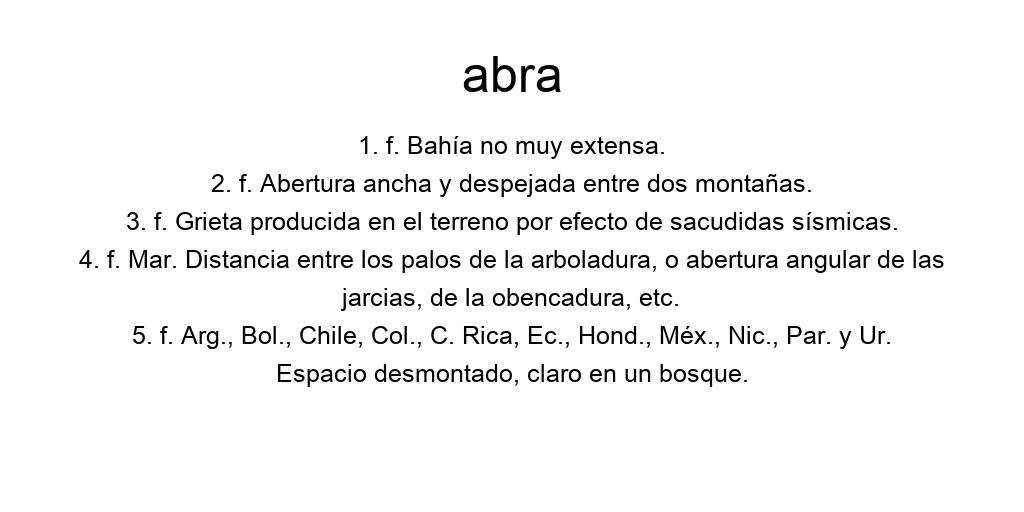 abra
1. f. Bahía no muy extensa.
2. f. Abertura ancha y despejada entre dos montañas.
3. f. Grieta producida en el terreno por efecto de sacudidas sísmicas.
4. f. Mar. Distancia entre los palos de la arboladura, o abertura angular de las
jarcias, de la obencadura, etc.
5. f. Arg., Bol., Chile, Col., C. Rica, Ec., Hond., Méx., Nic., Par. y Ur.
Espacio desmontado, claro en un bosque.